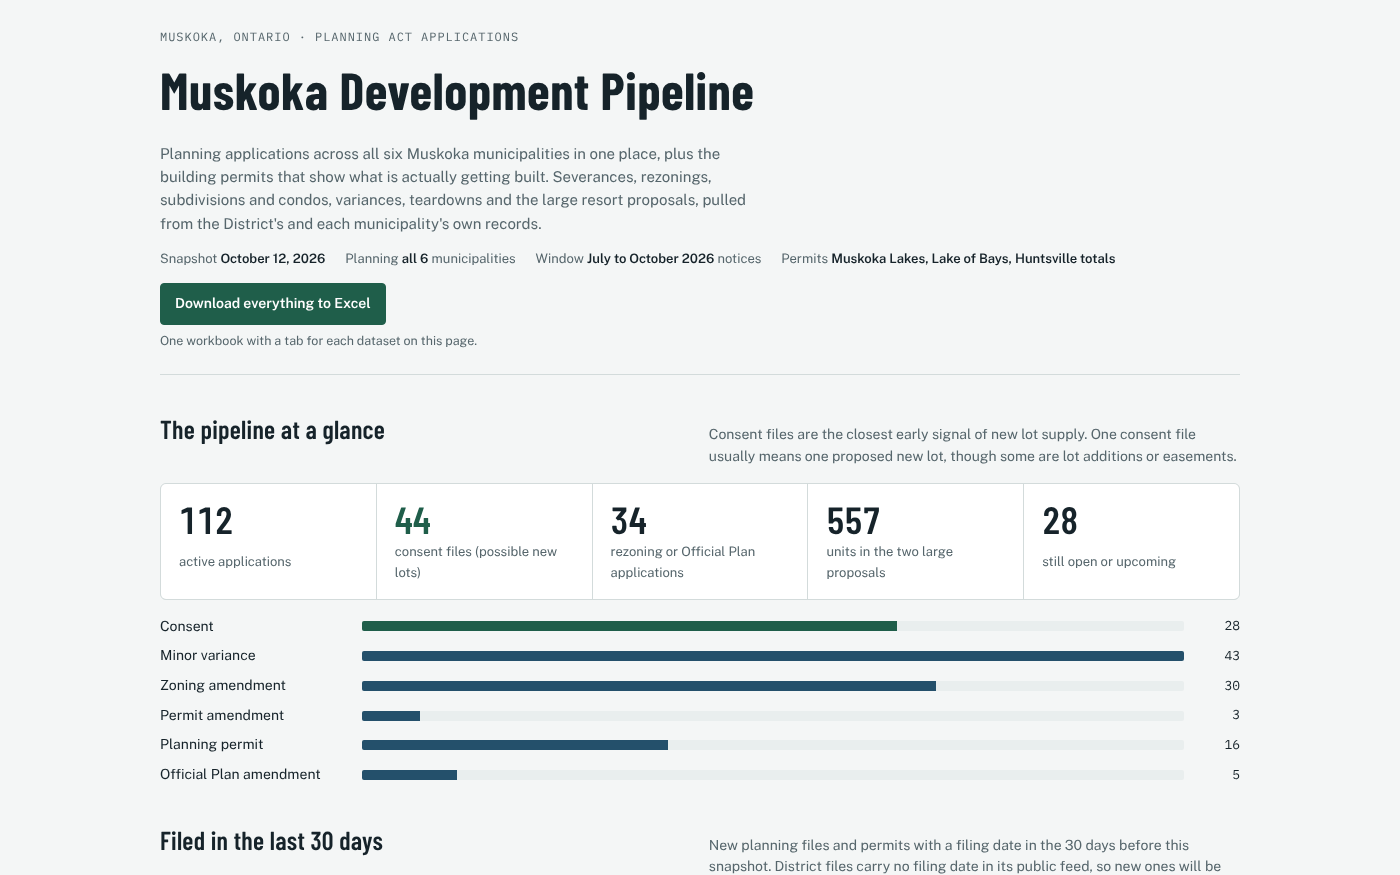 MUSKOKA, ONTARIO · PLANNING ACT APPLICATIONS
Muskoka Development Pipeline
Planning applications across all six Muskoka municipalities in one place, plus the
building permits that show what is actually getting built. Severances, rezonings,
subdivisions and condos, variances, teardowns and the large resort proposals, pulled
from the District's and each municipality's own records.
Snapshot October 12, 2026 Planning all 6 municipalities Window July to October 2026 notices Permits Muskoka Lakes, Lake of Bays, Huntsville totals
Download everything to Excel
One workbook with a tab for each dataset on this page.
The pipeline at a glance
Consent files are the closest early signal of new lot supply. One consent file
usually means one proposed new lot, though some are lot additions or easements.
112
active applications
44
consent files (possible new
lots)
34
rezoning or Official Plan
applications
557
units in the two large
proposals
28
still open or upcoming
Consent 28
Minor variance 43
Zoning amendment 30
Permit amendment 3
Planning permit 16
Official Plan amendment 5
Filed in the last 30 days
New planning files and permits with a filing date in the 30 days before this
snapshot. District files carry no filing date in its public feed, so new ones will be